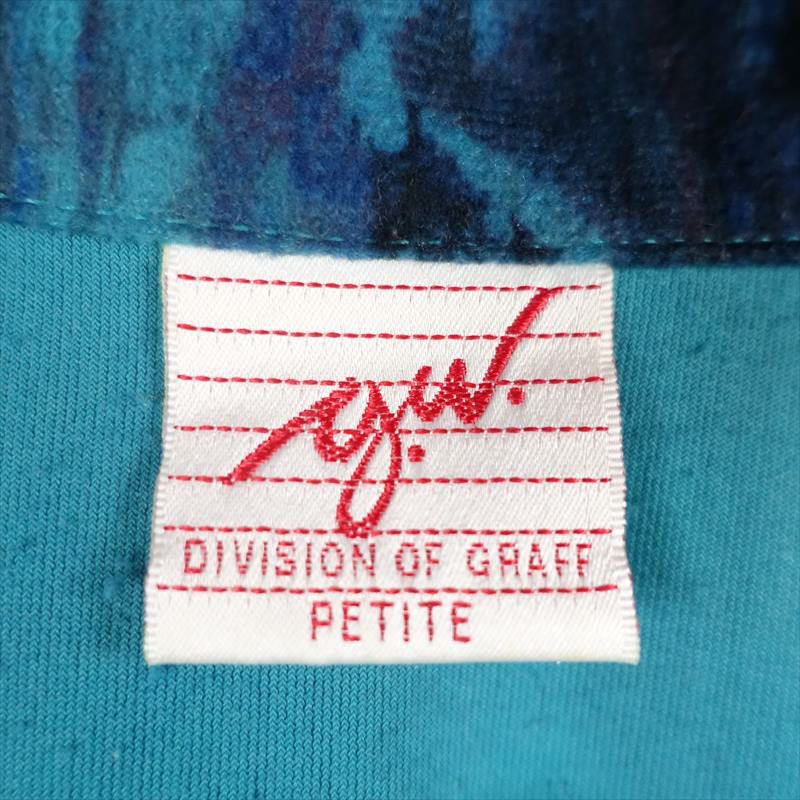 g.w.
DIVISION OF GRAFF
PETITE